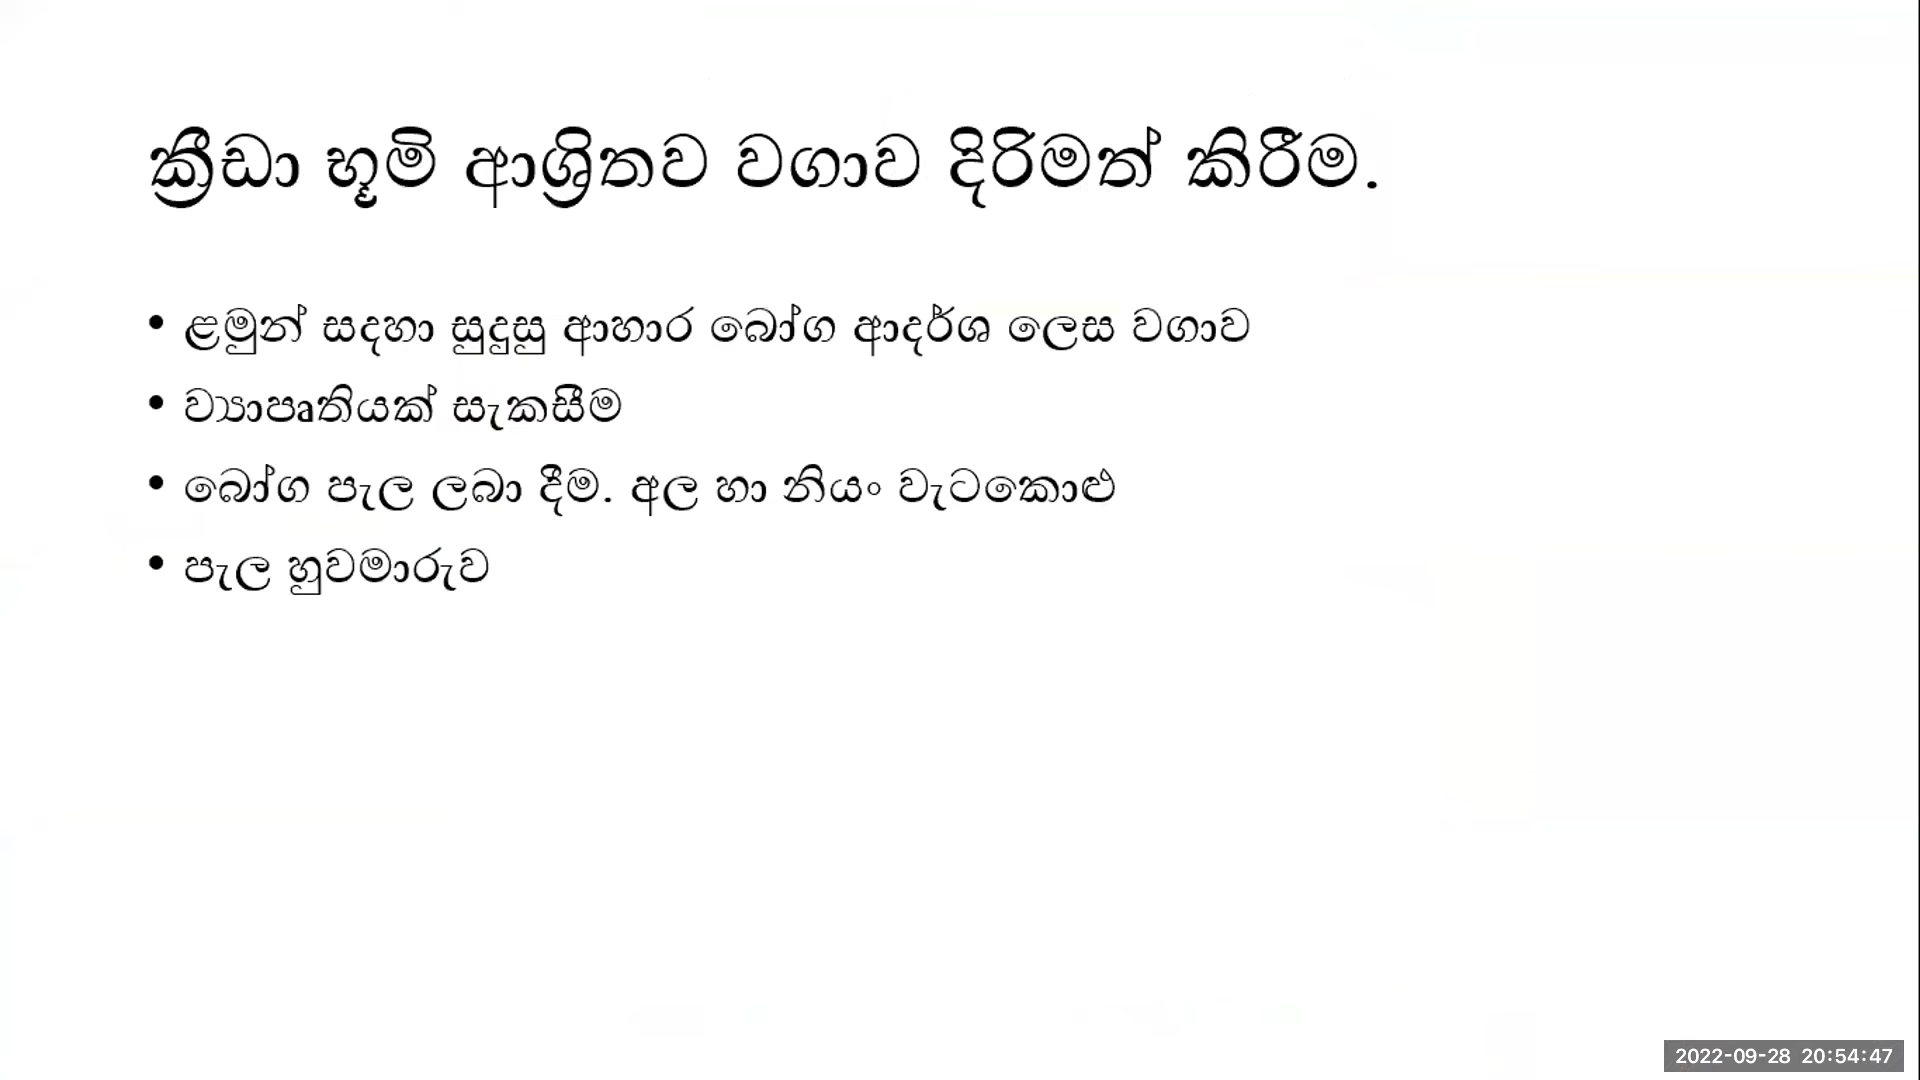 ක්‍රීඩා භූමි ආශ්‍රිතව වගාව දිරිමත් කිරීම.
• ළමුන් සදහා සුදුසු ආහාර බෝග ආදර්ශ ලෙස වගාව
• ව්‍යාපෘතියක් සැකසීම
• බෝග පැල ලබා දීම. අල හා නියං වැටකොළු
• පැල හුවමාරුව
2022-09-28 20:54:47